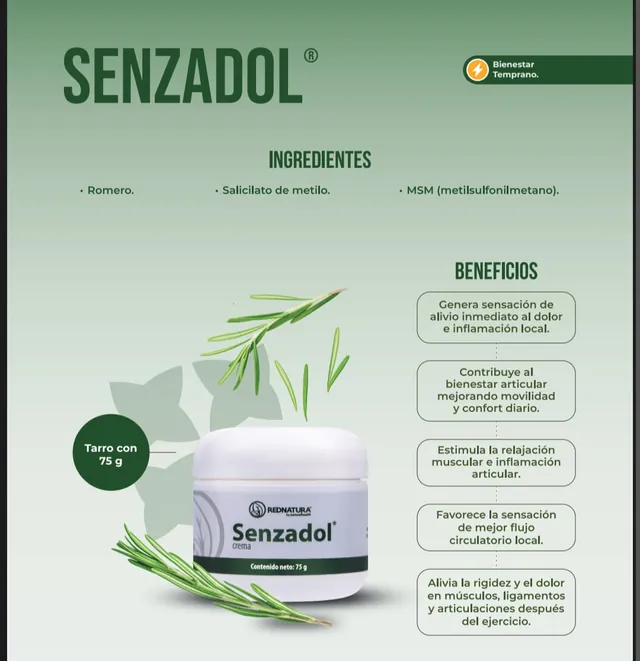 SENZADOL®
Bienestar
Temprano.
INGREDIENTES
• Romero.
• Salicilato de metilo.
• MSM (metilsulfonilmetano).
BENEFICIOS
Genera sensación de
alivio inmediato al dolor
e inflamación local.
Contribuye al
bienestar articular
mejorando movilidad
y confort diario.
Estimula la relajación
muscular e inflamación
articular.
Favorece la sensación
de mejor flujo
circulatorio local.
Alivia la rigidez y el dolor
en músculos, ligamentos
y articulaciones después
del ejercicio.
Tarro con
75 g
REDNATURA
Senzadol®
crema
Contenido neto: 75 g